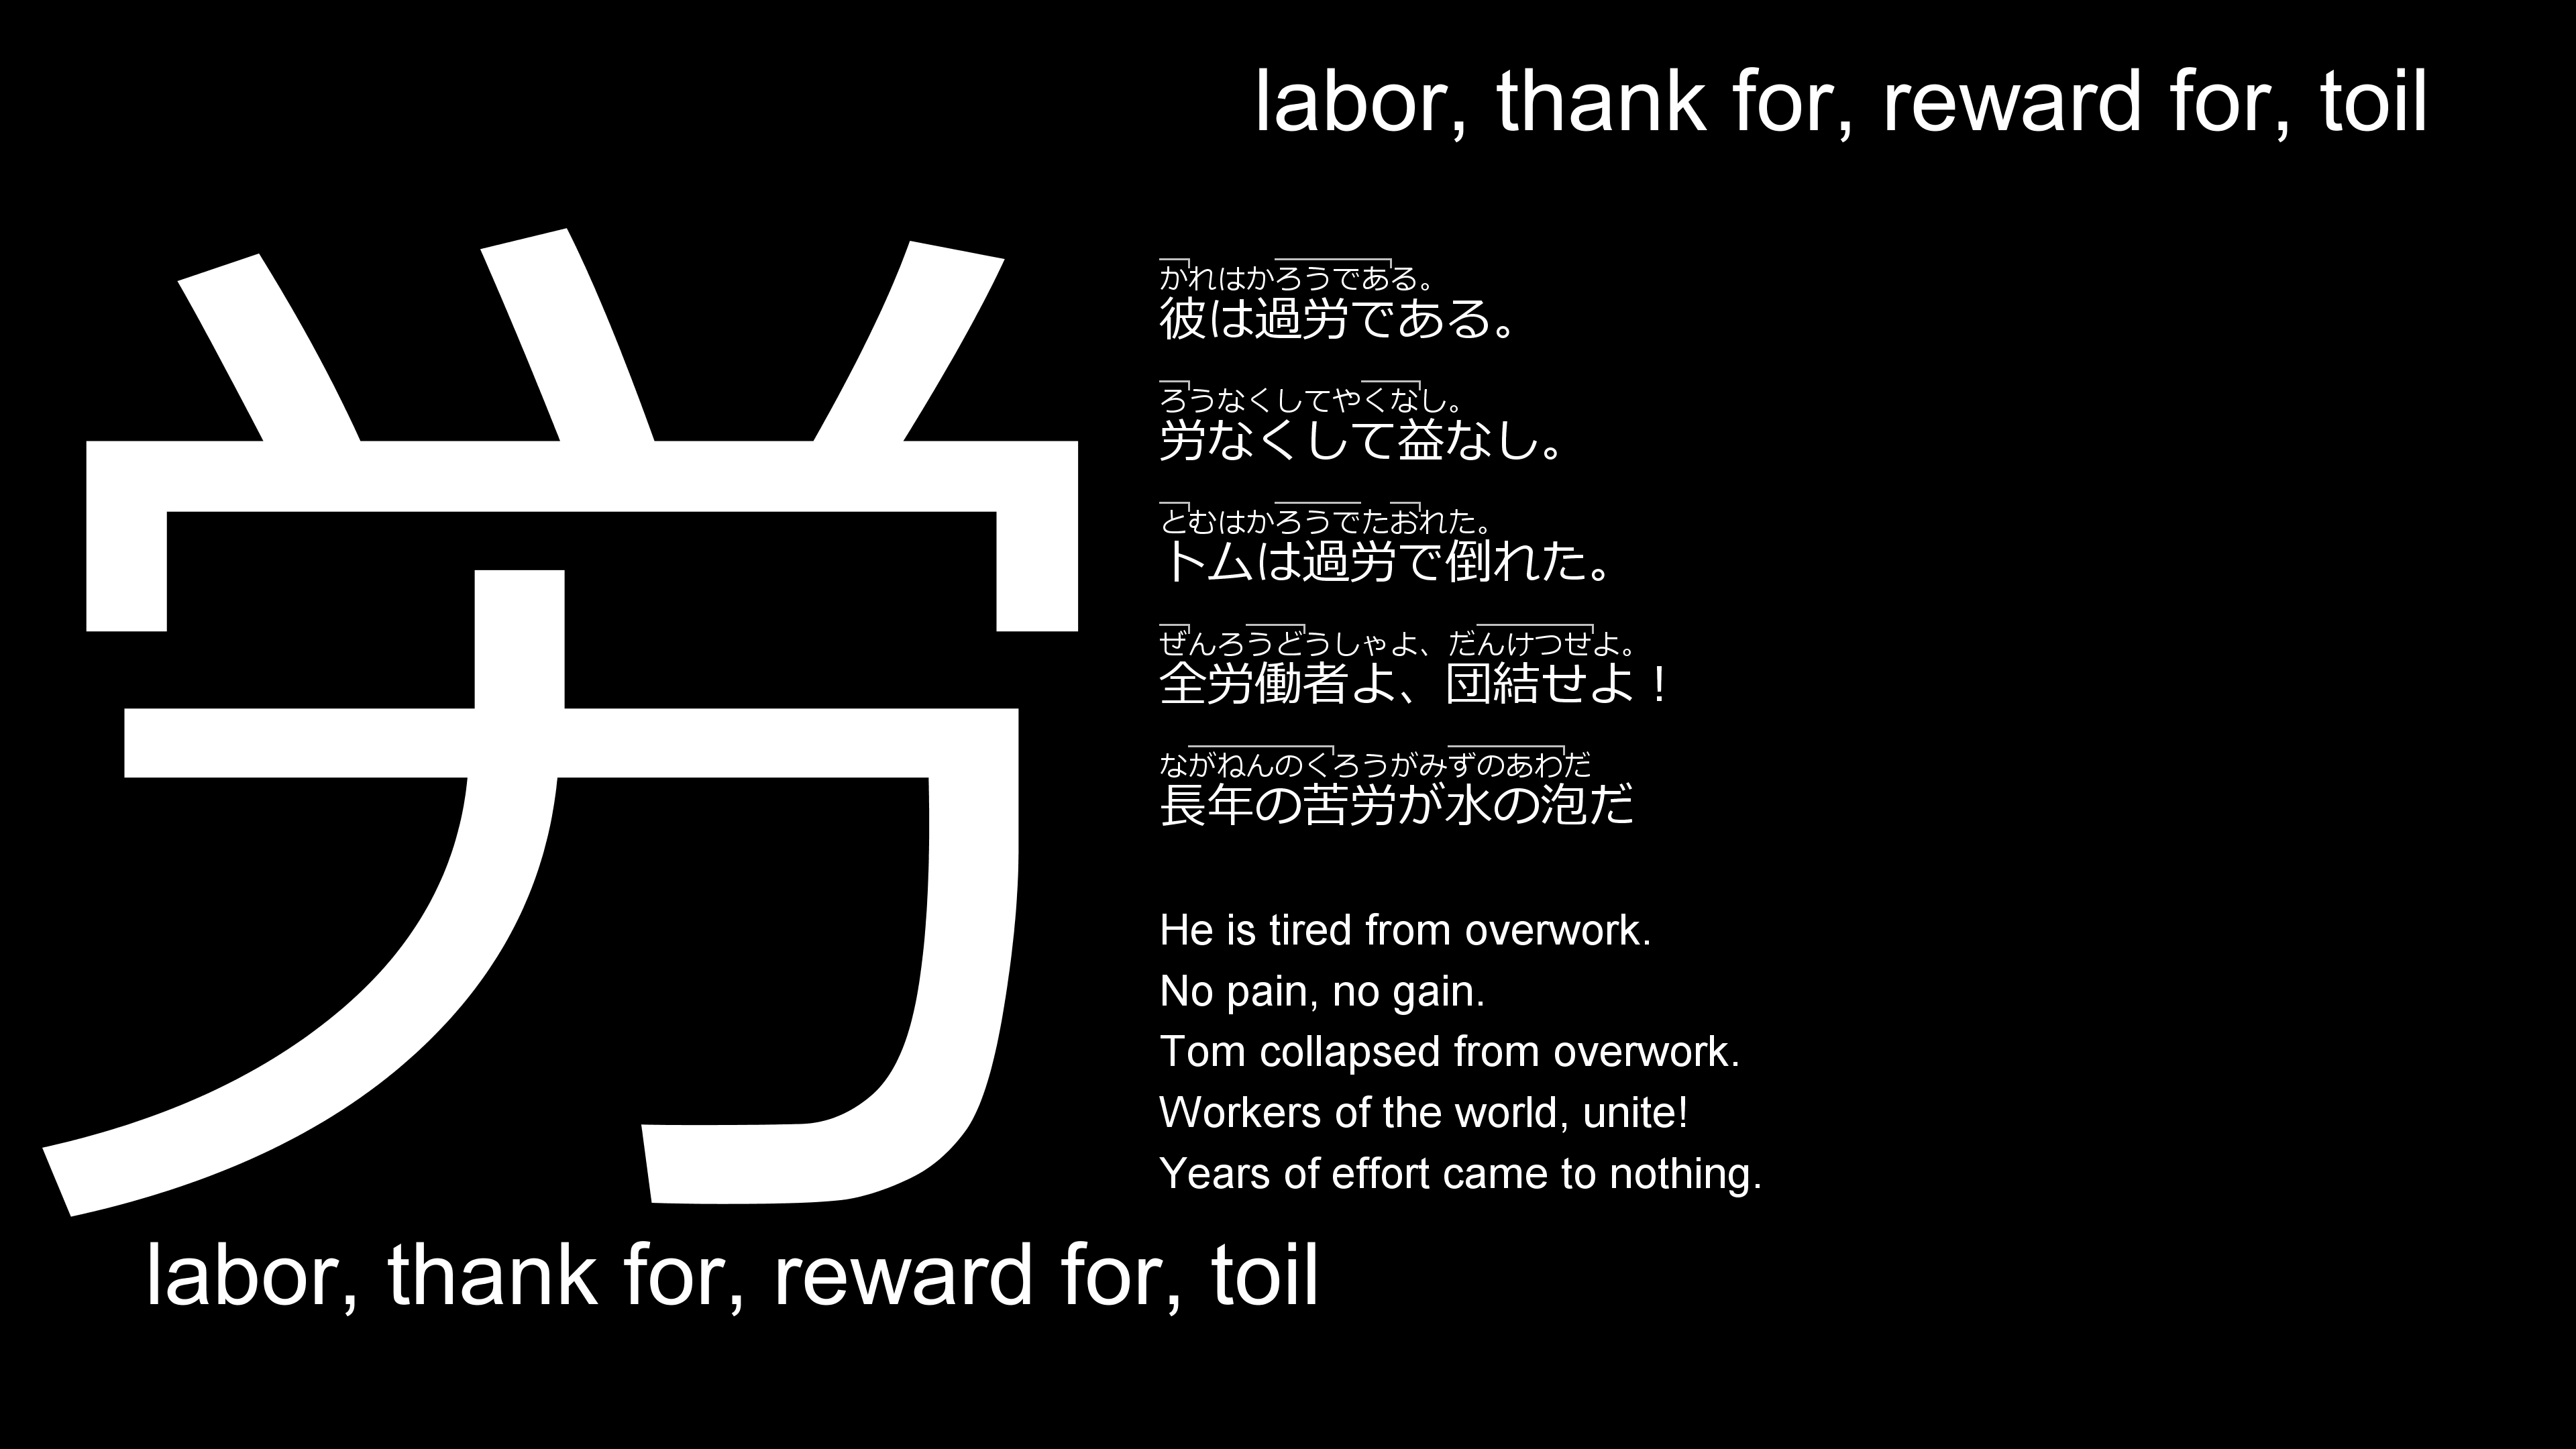 labor, thank for, reward for, toil
労
かれはかろうである。
彼は過労である。
ろうなくしてやくなし。
労なくして益なし。
とむはかろうでたおれた。
トムは過労で倒れた。
ぜんろうどうしゃよ、だんけつせよ。
全労働者よ、団結せよ！
ながねんのくろうがみずのあわだ
長年の苦労が水の泡だ
He is tired from overwork.
No pain, no gain.
Tom collapsed from overwork.
Workers of the world, unite!
Years of effort came to nothing.
labor, thank for, reward for, toil